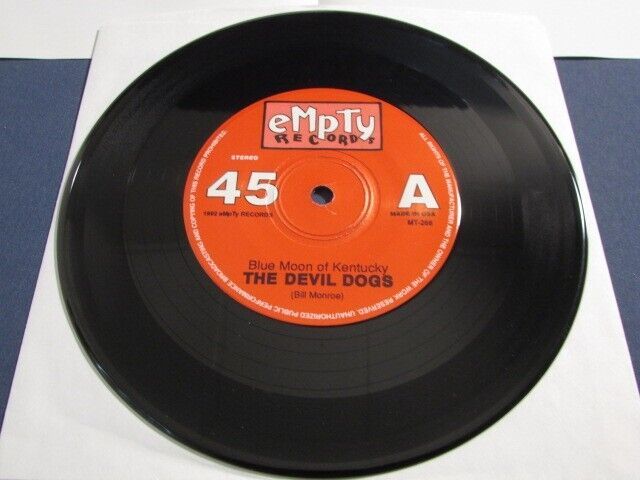 eMpTy
RECORDS
STEREO
45
A
1992 eMpTy RECORDS
MADE IN USA
MT-266
Blue Moon of Kentucky
THE DEVIL DOGS
(Bill Monroe)
ALL RIGHTS OF THE MANUFACTURER AND THE OWNER OF THE WORK RESERVED. UNAUTHORIZED PUBLIC PERFORMANCE BROADCASTING AND COPYING OF THIS RECORD PROHIBITED.